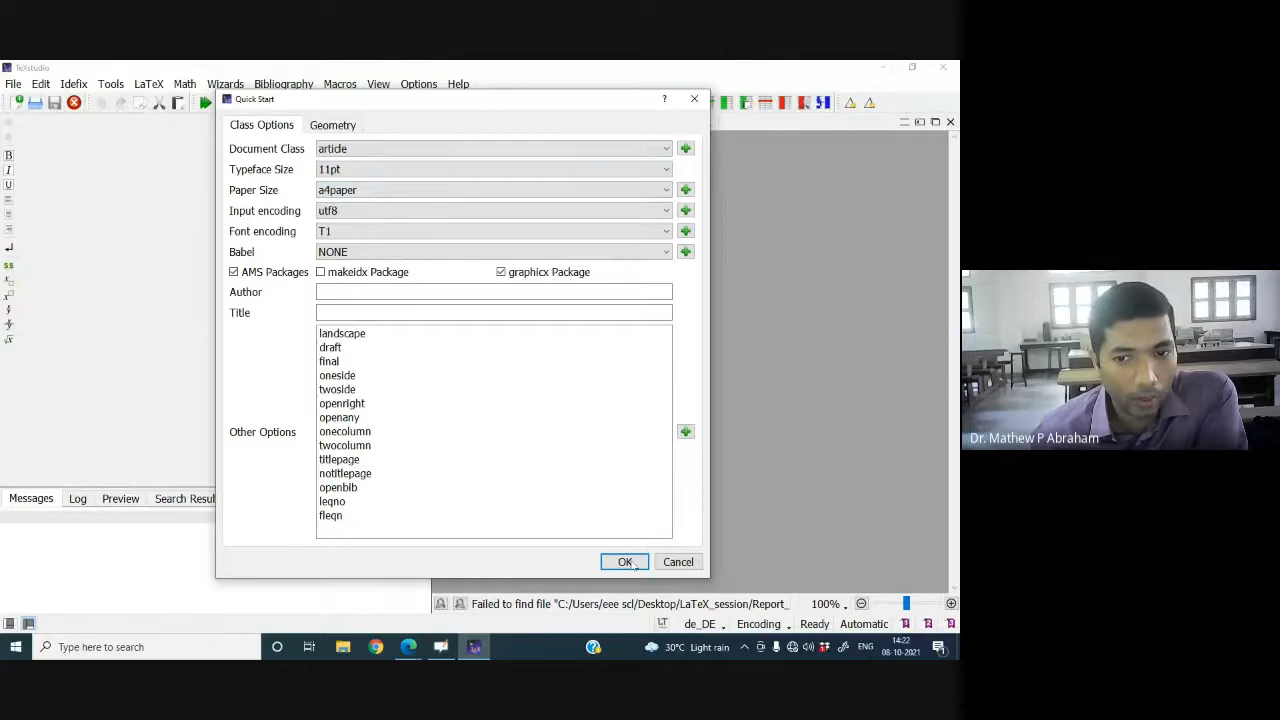 TeXstudio
File Edit Idefix Tools LaTeX Math Wizards Bibliography Macros View Options Help
Quick Start
Class Options Geometry
Document Class article
Typeface Size 11pt
Paper Size a4paper
Input encoding utf8
Font encoding T1
Babel NONE
AMS Packages makeidx Package graphicx Package
Author
Title
landscape
draft
final
oneside
twoside
openright
openany
onecolumn
Other Options
twocolumn
titlepage
notitlepage
openbib
leqno
fleqn
OK Cancel
B
I
U
$$
Messages Log Preview Search Resul
Failed to find file "C:/Users/eee scl/Desktop/LaTeX_session/Report_ 100%
LT de_DE Encoding Ready Automatic
Type here to search 30°C Light rain ENG 14:22
08-10-2021
Dr. Mathew P Abraham